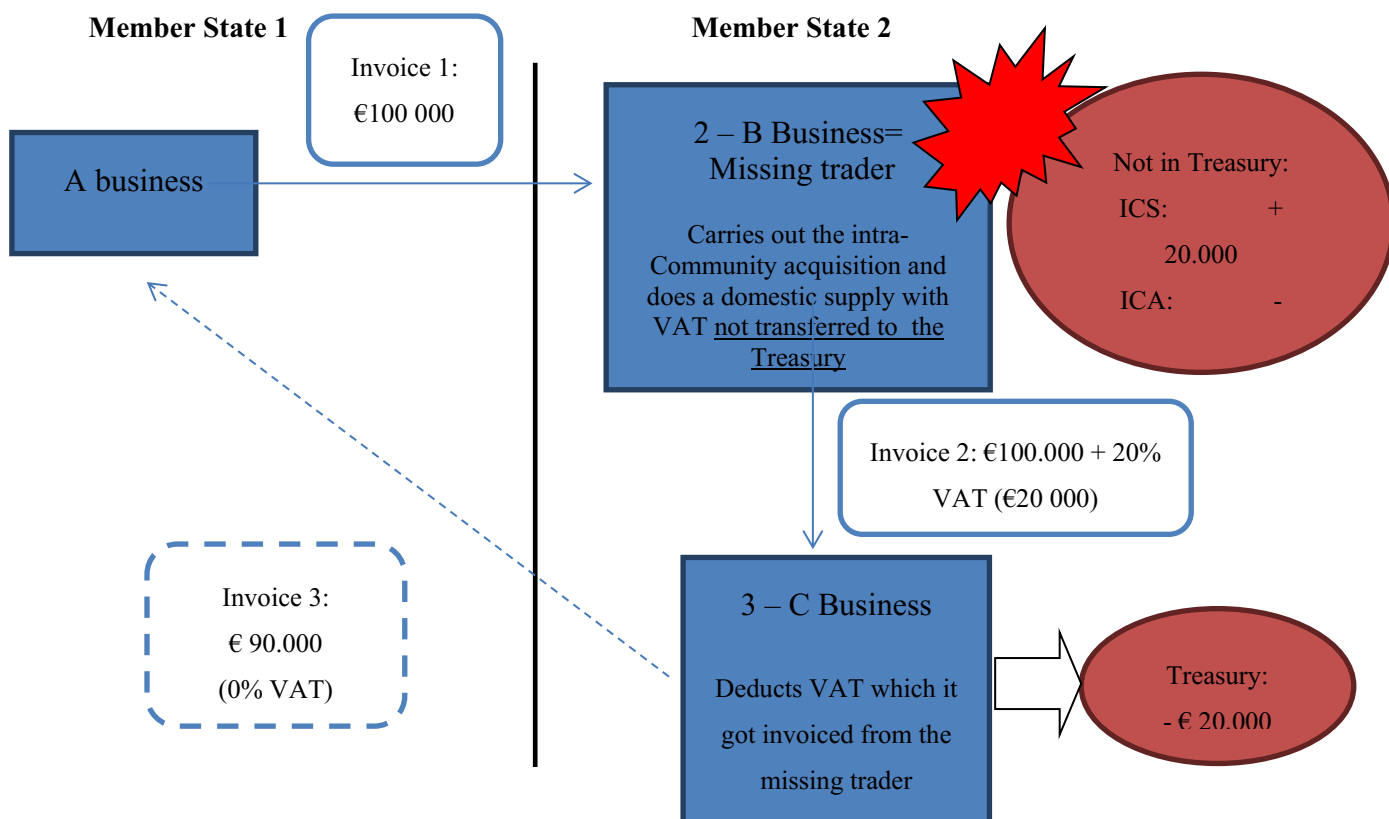 Member State 1
Member State 2
Invoice 1:
€100 000
A business
2 – B Business=
Missing trader
Carries out the intra-
Community acquisition and
does a domestic supply with
VAT not transferred to the
Treasury
Not in Treasury:
ICS: +
20.000
ICA: -
Invoice 2: €100.000 + 20%
VAT (€20 000)
Invoice 3:
€ 90.000
(0% VAT)
3 – C Business
Deducts VAT which it
got invoiced from the
missing trader
Treasury:
- € 20.000